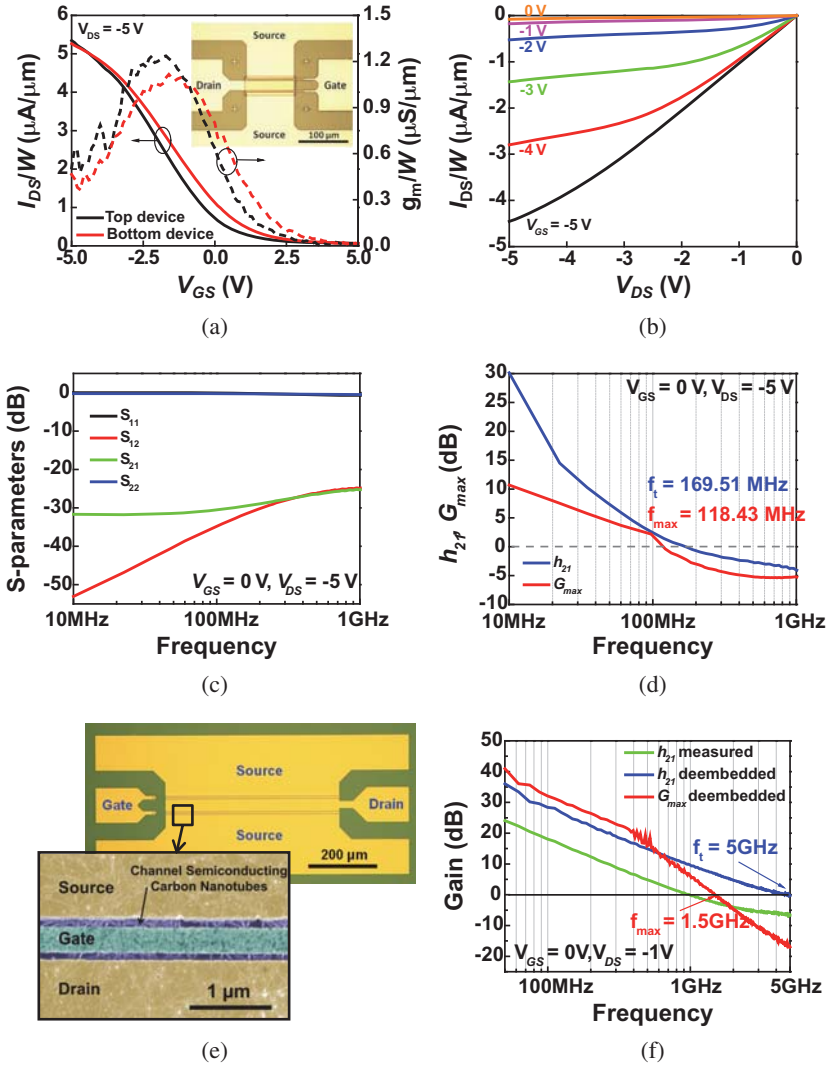 V_DS = -5 V
Source
Drain
Gate
Source
100 μm
Top device
Bottom device
6
5
4
3
2
1
0
1.5
1.2
0.9
0.6
0.3
0.0
-5.0
-2.5
0.0
2.5
5.0
I_DS/W (μA/μm)
g_m/W (μS/μm)
V_GS (V)
(a)
0 V
-1 V
-2 V
-3 V
-4 V
V_GS = -5 V
0
-1
-2
-3
-4
-5
-5
-4
-3
-2
-1
0
I_DS/W (μA/μm)
V_DS (V)
(b)
0
-10
-20
-30
-40
-50
S-parameters (dB)
S_11
S_12
S_21
S_22
V_GS = 0 V, V_DS = -5 V
10MHz
100MHz
1GHz
Frequency
(c)
30
25
20
15
10
5
0
-5
-10
h_21, G_max (dB)
V_GS = 0 V, V_DS = -5 V
f_t = 169.51 MHz
f_max = 118.43 MHz
h_21
G_max
10MHz
100MHz
1GHz
Frequency
(d)
Source
Gate
Drain
Source
200 μm
Channel Semiconducting
Carbon Nanotubes
Source
Gate
Drain
1 μm
(e)
50
40
30
20
10
0
-10
-20
Gain (dB)
h_21 measured
h_21 deembedded
G_max deembedded
f_t = 5GHz
f_max = 1.5GHz
V_GS = 0V, V_DS = -1V
100MHz
1GHz
5GHz
Frequency
(f)